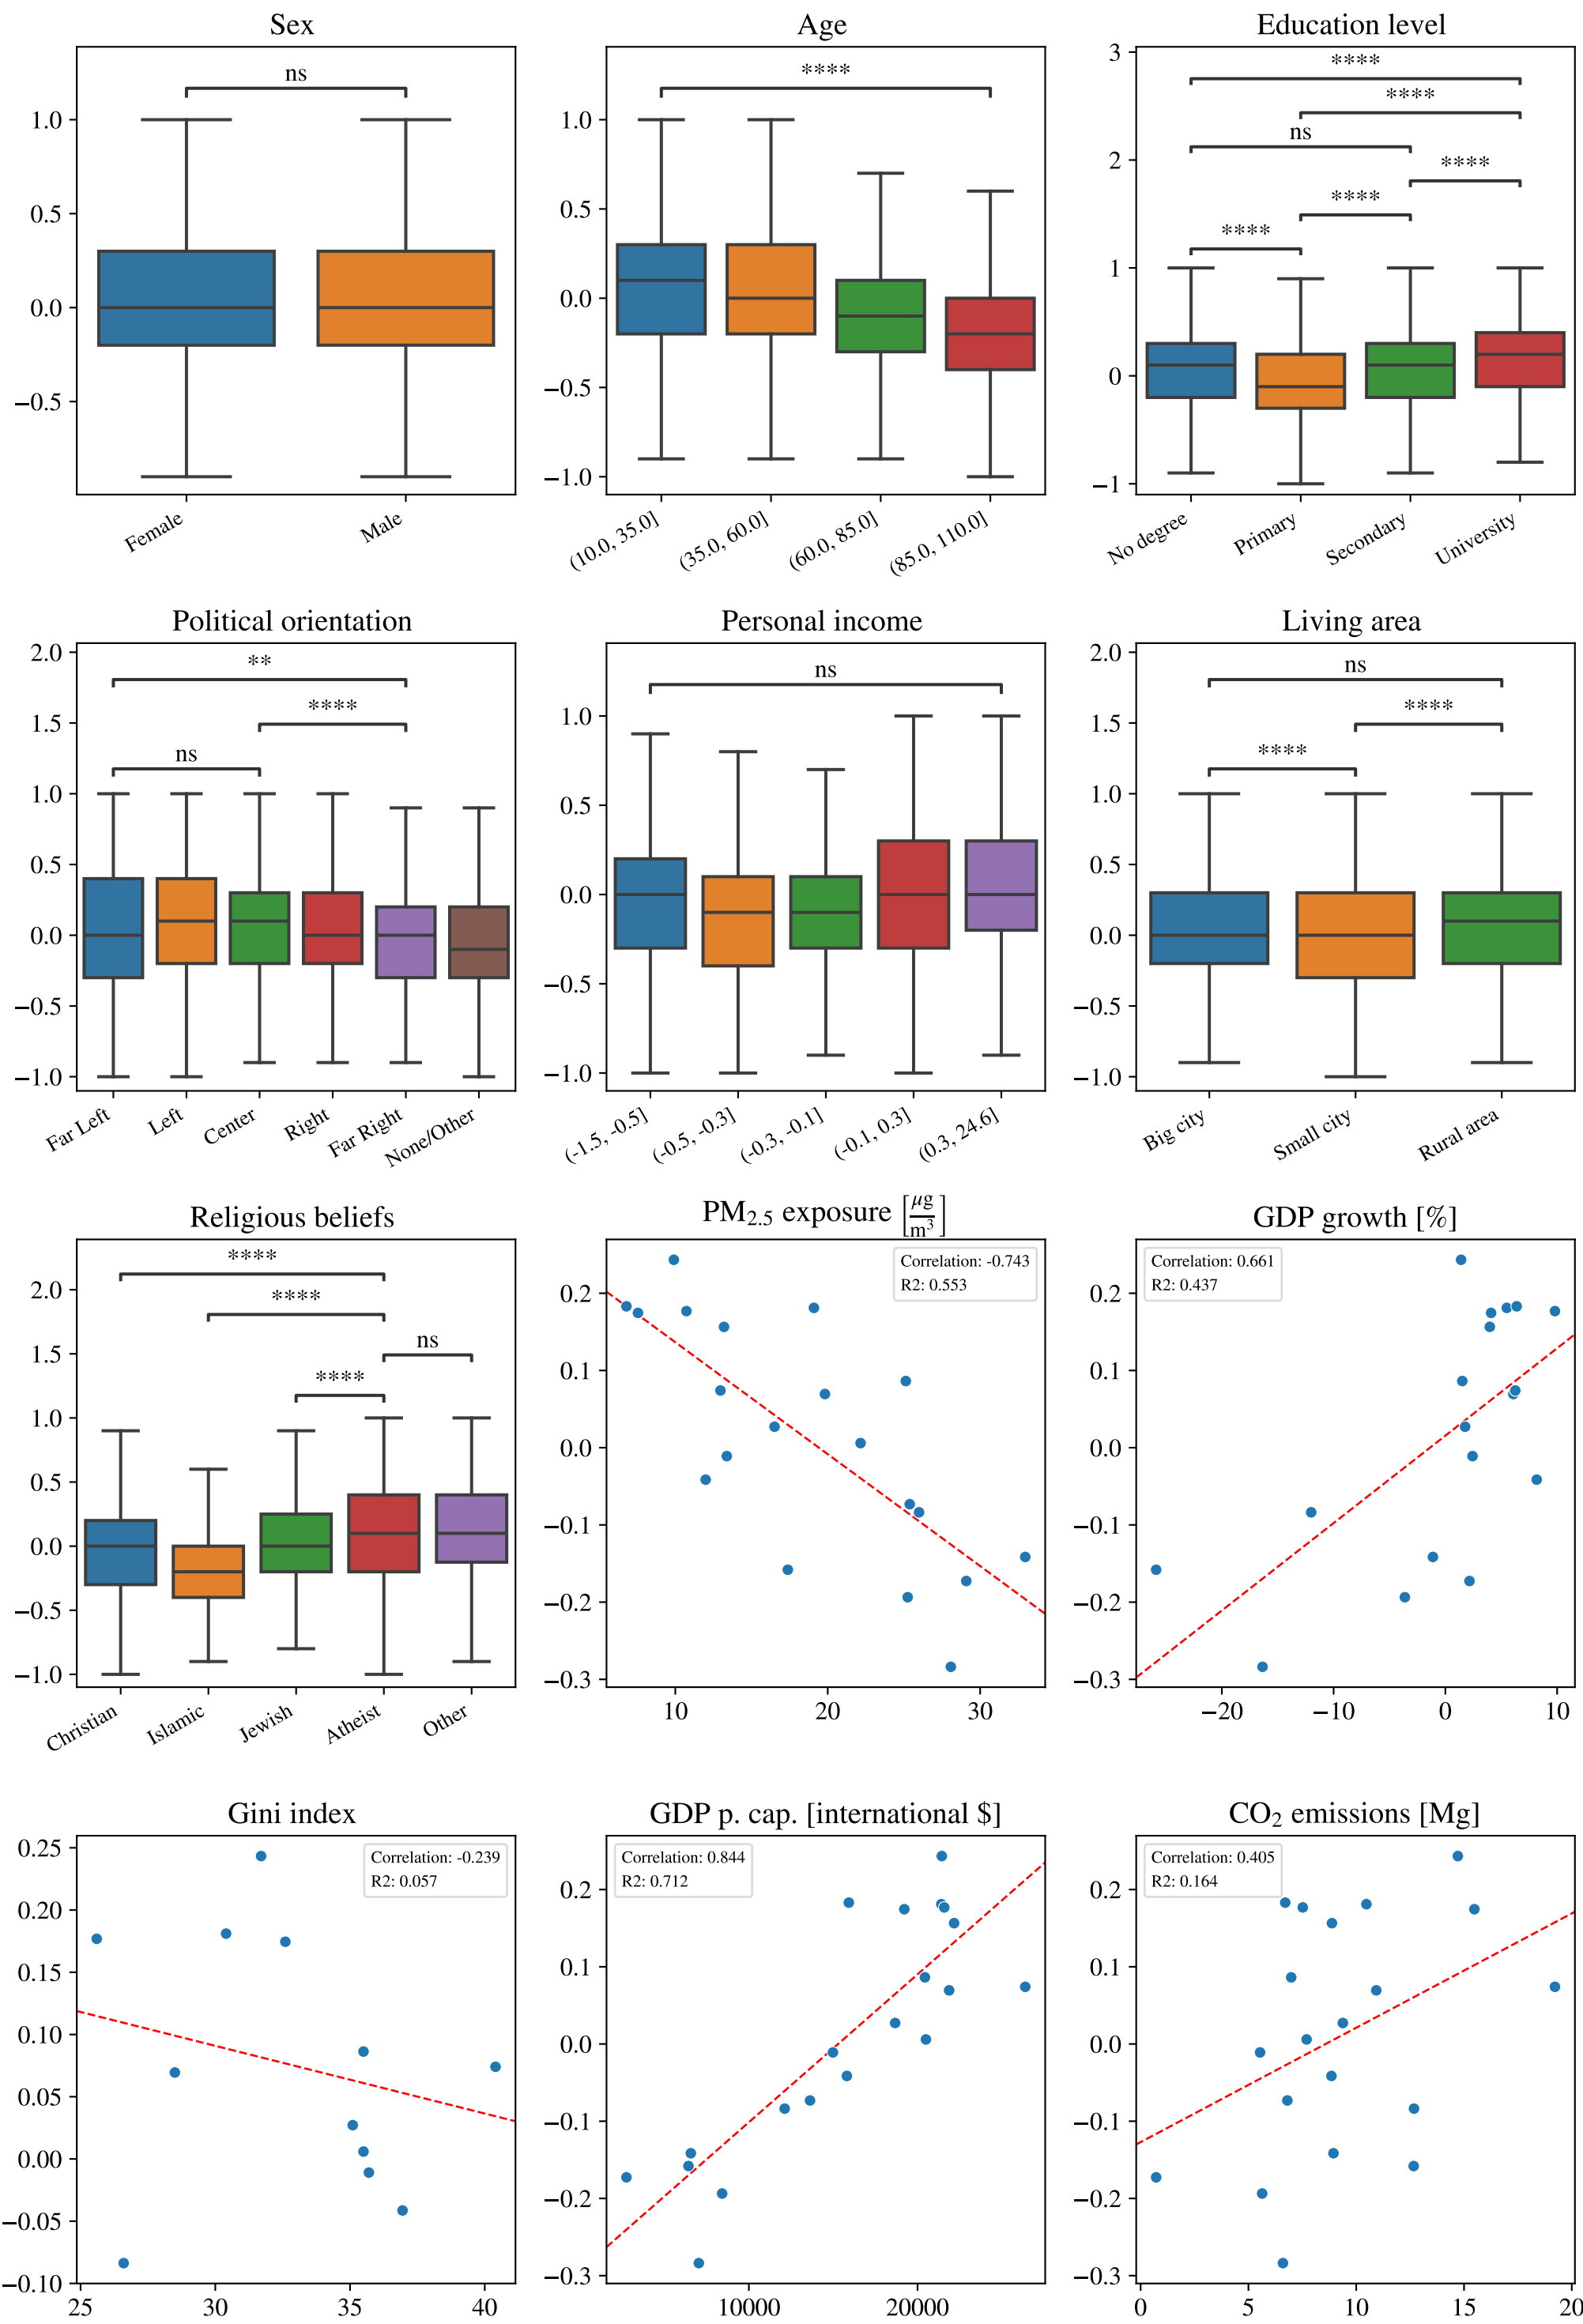 Sex
ns
1.0
0.5
0.0
−0.5
Female
Male
Age
****
1.0
0.5
0.0
−0.5
−1.0
(10.0, 35.0]
(35.0, 60.0]
(60.0, 85.0]
(85.0, 110.0]
Education level
****
****
ns
****
****
****
3
2
1
0
−1
No degree
Primary
Secondary
University
Political orientation
**
****
ns
2.0
1.5
1.0
0.5
0.0
−0.5
−1.0
Far Left
Left
Center
Right
Far Right
None/Other
Personal income
ns
1.0
0.5
0.0
−0.5
−1.0
(-1.5, -0.5]
(-0.5, -0.3]
(-0.3, -0.1]
(-0.1, 0.3]
(0.3, 24.6]
Living area
ns
****
****
2.0
1.5
1.0
0.5
0.0
−0.5
−1.0
Big city
Small city
Rural area
Religious beliefs
****
****
ns
****
2.0
1.5
1.0
0.5
0.0
−0.5
−1.0
Christian
Islamic
Jewish
Atheist
Other
PM₂.₅ exposure [μg/m³]
Correlation: -0.743
R2: 0.553
0.2
0.1
0.0
−0.1
−0.2
−0.3
10 20 30
GDP growth [%]
Correlation: 0.661
R2: 0.437
0.2
0.1
0.0
−0.1
−0.2
−0.3
−20 −10 0 10
Gini index
Correlation: -0.239
R2: 0.057
0.25
0.20
0.15
0.10
0.05
0.00
−0.05
−0.10
25 30 35 40
GDP p. cap. [international $]
Correlation: 0.844
R2: 0.712
0.2
0.1
0.0
−0.1
−0.2
−0.3
10000 20000
CO₂ emissions [Mg]
Correlation: 0.405
R2: 0.164
0.2
0.1
0.0
−0.1
−0.2
−0.3
0 5 10 15 20